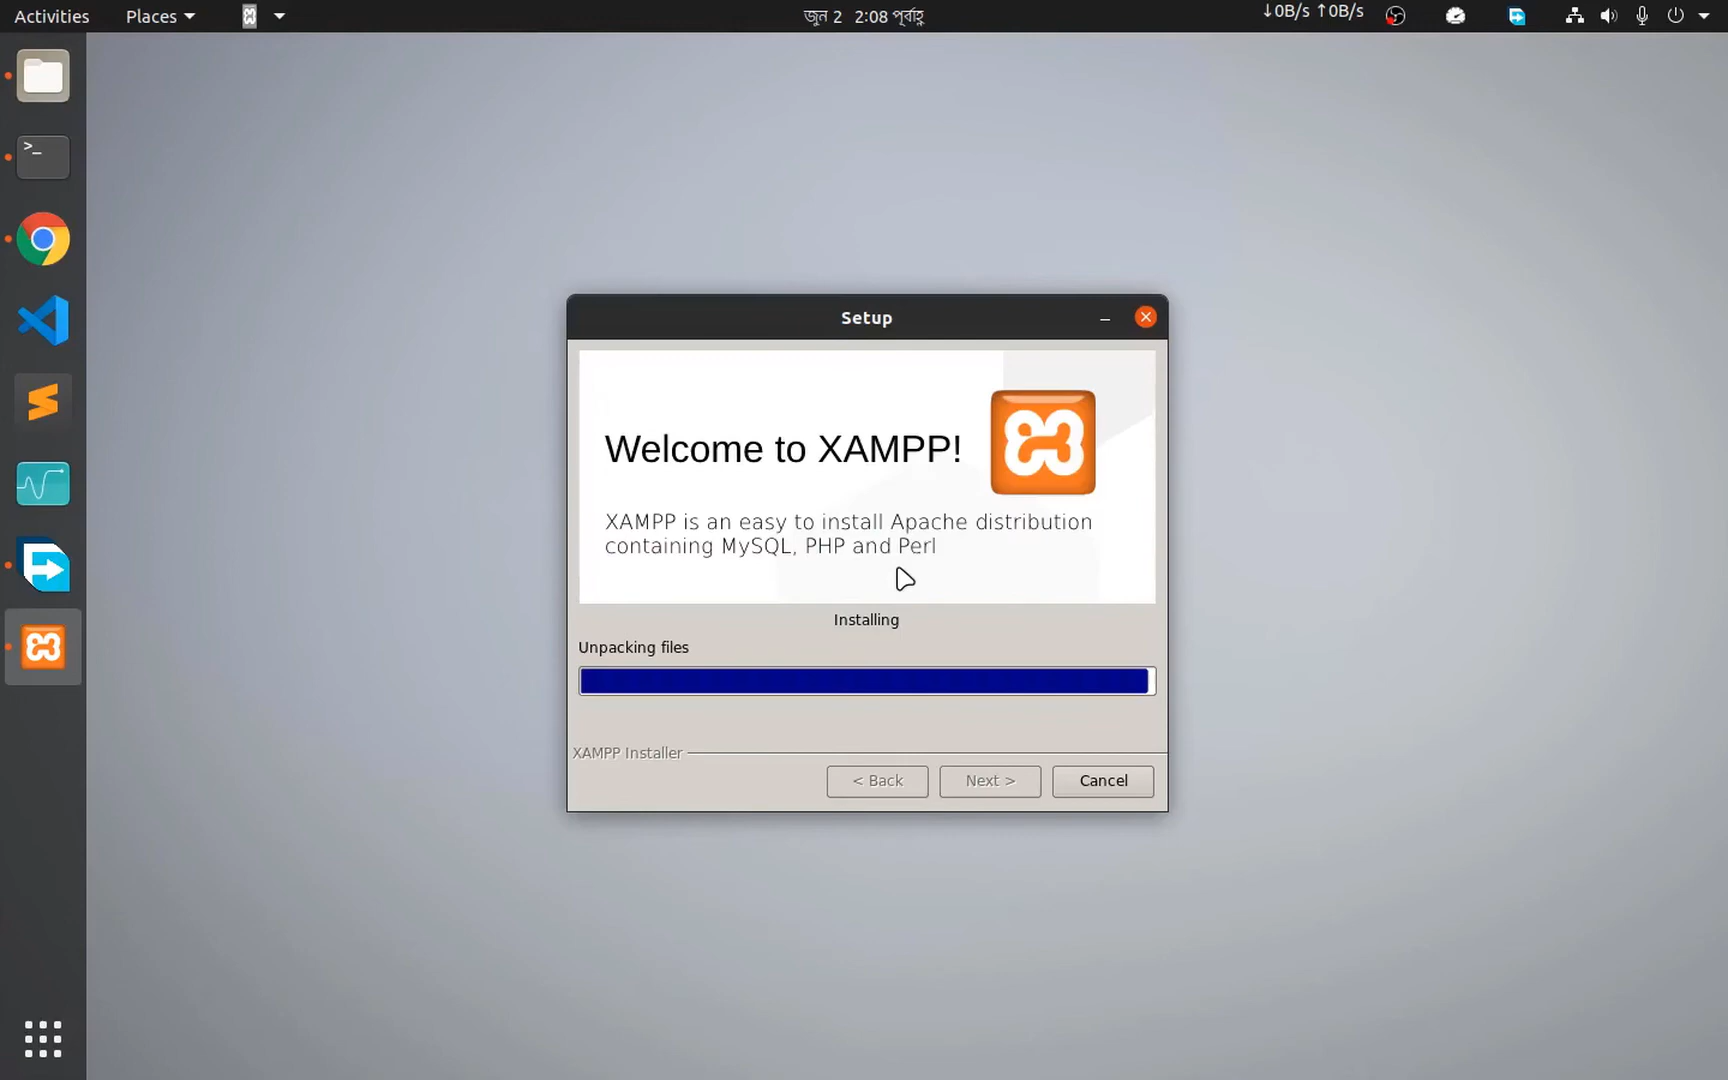 Activities
Places
জুন 2 2:08 পূর্বাহ্ণ
↓0B/s ↑0B/s
>_
Setup
Welcome to XAMPP!
XAMPP is an easy to install Apache distribution
containing MySQL, PHP and Perl
Installing
Unpacking files
XAMPP Installer
< Back
Next >
Cancel